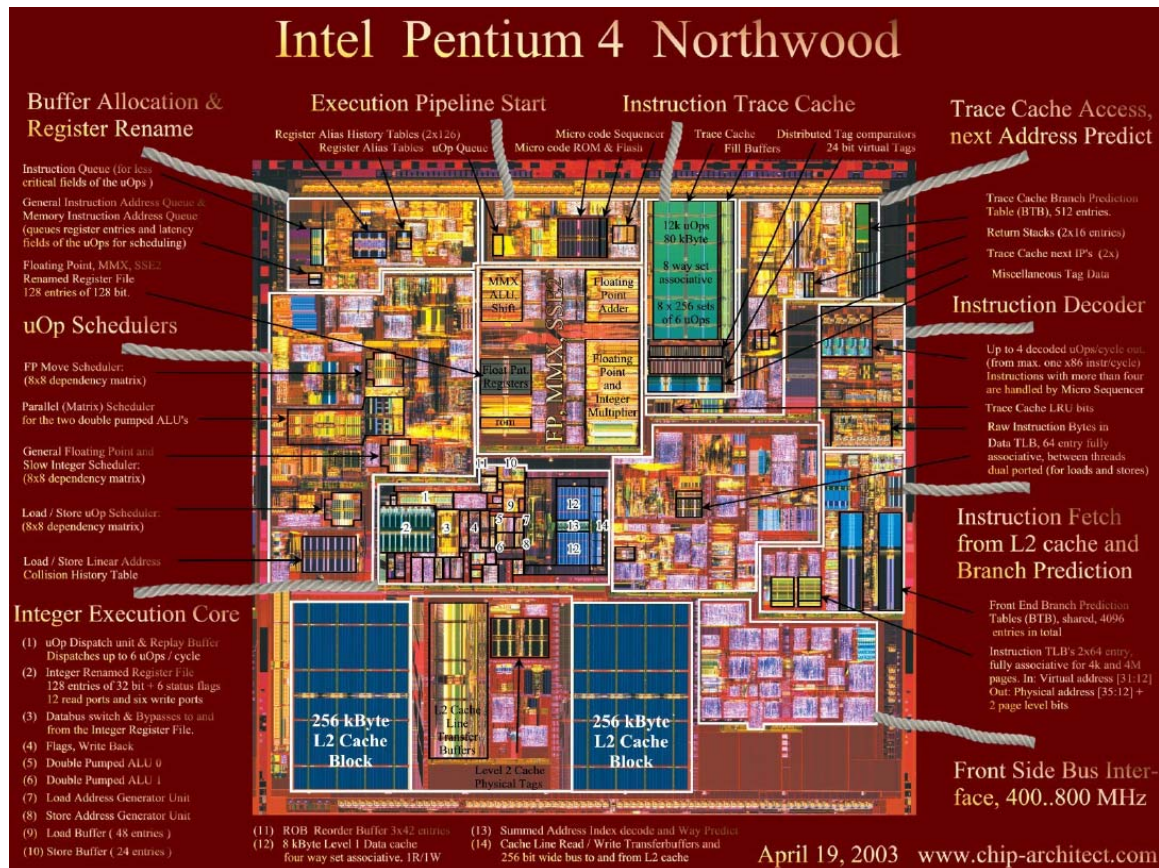 Intel Pentium 4 Northwood
Buffer Allocation &
Register Rename
Execution Pipeline Start
Instruction Trace Cache
Trace Cache Access,
next Address Predict
Register Alias History Tables (2x126)
Register Alias Tables
uOp Queue
Micro code Sequencer
Micro code ROM & Flash
Trace Cache
Fill Buffers
Distributed Tag comparators
24 bit virtual Tags
Instruction Queue (for less
critical fields of the uOps )
General Instruction Address Queue &
Memory Instruction Address Queue
(queues register entries and latency
fields of the uOps for scheduling)
Floating Point, MMX, SSE2
Renamed Register File
128 entries of 128 bit.
uOp Schedulers
FP Move Scheduler:
(8x8 dependency matrix)
Parallel (Matrix) Scheduler
for the two double pumped ALU's
General Floating Point and
Slow Integer Scheduler:
(8x8 dependency matrix)
Load / Store uOp Scheduler:
(8x8 dependency matrix)
Load / Store Linear Address
Collision History Table
Integer Execution Core
(1) uOp Dispatch unit & Replay Buffer
Dispatches up to 6 uOps / cycle
(2) Integer Renamed Register File
128 entries of 32 bit + 6 status flags
12 read ports and six write ports
(3) Databus switch & Bypasses to and
from the Integer Register File.
(4) Flags, Write Back
(5) Double Pumped ALU 0
(6) Double Pumped ALU 1
(7) Load Address Generator Unit
(8) Store Address Generator Unit
(9) Load Buffer ( 48 entries )
(10) Store Buffer ( 24 entries )
MMX
ALU,
Shift
Floating
Point
Adder
FP, MMX, SSE2
Float Pnt.
Registers
rom
Floating
Point
and
Integer
Multiplier
12k uOps
80 kByte
8 way set
associative
8 x 256 sets
of 6 uOps
11
10
1
9
12
2
3
4
5
7
13
14
6
8
12
256 kByte
L2 Cache
Block
L2 Cache
Line
Transfer
Buffers
Level 2 Cache
Physical Tags
256 kByte
L2 Cache
Block
Trace Cache Branch Prediction
Table (BTB), 512 entries.
Return Stacks (2x16 entries)
Trace Cache next IP's (2x)
Miscellaneous Tag Data
Instruction Decoder
Up to 4 decoded uOps/cycle out.
(from max. one x86 instr/cycle)
Instructions with more than four
are handled by Micro Sequencer
Trace Cache LRU bits
Raw Instruction Bytes in
Data TLB, 64 entry fully
associative, between threads
dual ported (for loads and stores)
Instruction Fetch
from L2 cache and
Branch Prediction
Front End Branch Prediction
Tables (BTB), shared, 4096
entries in total
Instruction TLB's 2x64 entry,
fully associative for 4k and 4M
pages. In: Virtual address [31:12]
Out: Physical address [35:12] +
2 page level bits
Front Side Bus Inter-
face, 400..800 MHz
(11) ROB Reorder Buffer 3x42 entries
(12) 8 kByte Level 1 Data cache
four way set associative. 1R/1W
(13) Summed Address Index decode and Way Predict
(14) Cache Line Read / Write Transferbuffers and
256 bit wide bus to and from L2 cache
April 19, 2003 www.chip-architect.com